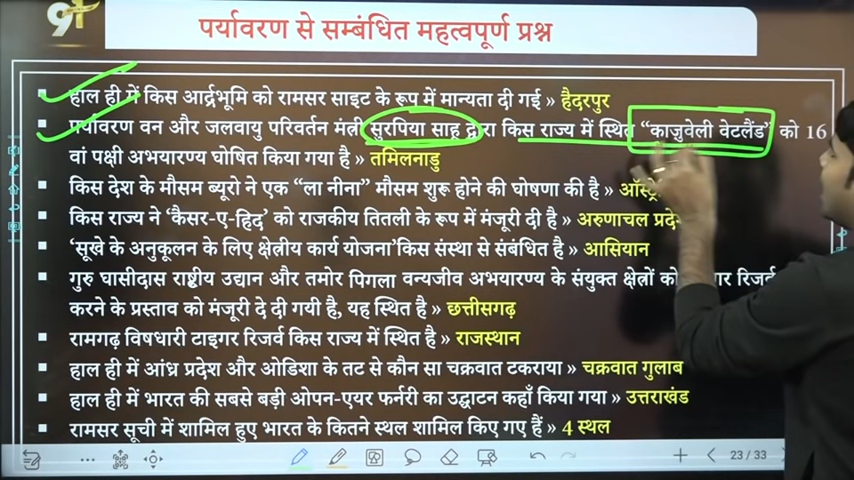 पर्यावरण से सम्बंधित महत्वपूर्ण प्रश्न
हाल ही में किस आर्द्रभूमि को रामसर साइट के रूप में मान्यता दी गई » हैदरपुर
पर्यावरण वन और जलवायु परिवर्तन मंत्री सुरपिया साह द्वारा किस राज्य में स्थित “काजुवेली वेटलैंड” को 16
वां पक्षी अभयारण्य घोषित किया गया है » तमिलनाडु
किस देश के मौसम ब्यूरो ने एक “ला नीना” मौसम शुरू होने की घोषणा की है »
किस राज्य ने ‘कैसर-ए-हिद’ को राजकीय तितली के रूप में मंजूरी दी है » अरुणाचल
‘सूखे के अनुकूलन के लिए क्षेत्रीय कार्य योजना’किस संस्था से संबंधित है » आसियान
गुरु घासीदास राष्ट्रीय उद्यान और तमोर पिगला वन्यजीव अभयारण्य के संयुक्त क्षेत्रों को
करने के प्रस्ताव को मंजूरी दे दी गयी है, यह स्थित है » छत्तीसगढ़
रामगढ़ विषधारी टाइगर रिजर्व किस राज्य में स्थित है » राजस्थान
हाल ही में आंध्र प्रदेश और ओडिशा के तट से कौन सा चक्रवात टकराया » चक्रवात गुलाब
हाल ही में भारत की सबसे बड़ी ओपन-एयर फर्नरी का उद्घाटन कहाँ किया गया » उत्तराखंड
रामसर सूची में शामिल हुए भारत के कितने स्थल शामिल किए गए हैं » 4 स्थल
23 / 33